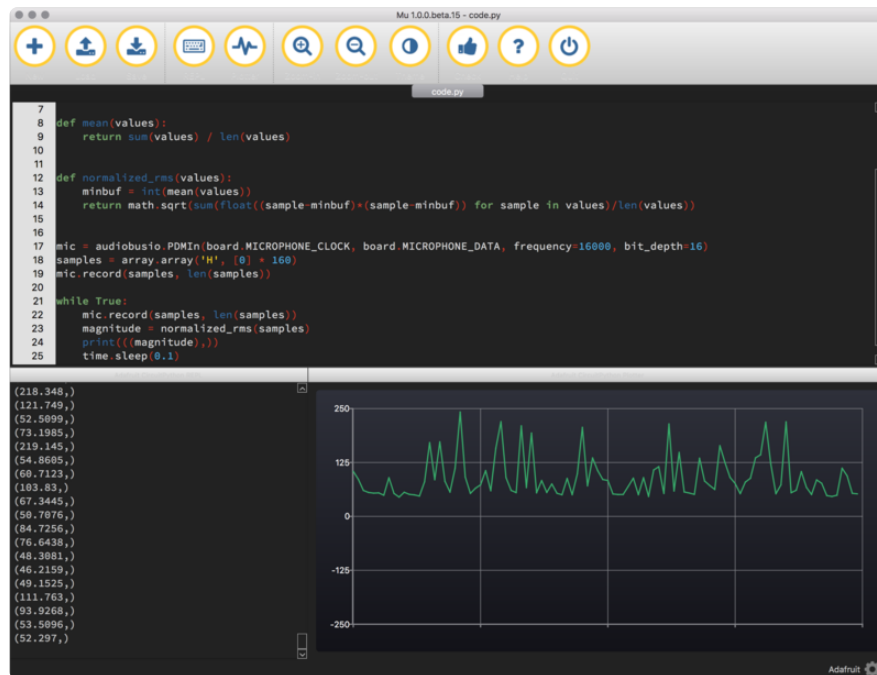 Mu 1.0.0.beta.15 - code.py
code.py
7
8 def mean(values):
9     return sum(values) / len(values)
10
11
12 def normalized_rms(values):
13     minbuf = int(mean(values))
14     return math.sqrt(sum(float((sample-minbuf)*(sample-minbuf)) for sample in values)/len(values))
15
16
17 mic = audiobusio.PDMIn(board.MICROPHONE_CLOCK, board.MICROPHONE_DATA, frequency=16000, bit_depth=16)
18 samples = array.array('H', [0] * 160)
19 mic.record(samples, len(samples))
20
21 while True:
22     mic.record(samples, len(samples))
23     magnitude = normalized_rms(samples)
24     print(((magnitude),))
25     time.sleep(0.1)
(218.348,)
(121.749,)
(52.5099,)
(73.1985,)
(219.145,)
(54.8605,)
(60.7123,)
(103.83,)
(67.3445,)
(50.7076,)
(84.7256,)
(76.6438,)
(48.3081,)
(46.2159,)
(49.1525,)
(111.763,)
(93.9268,)
(53.5096,)
(52.297,)
250
125
0
-125
-250
Adafruit